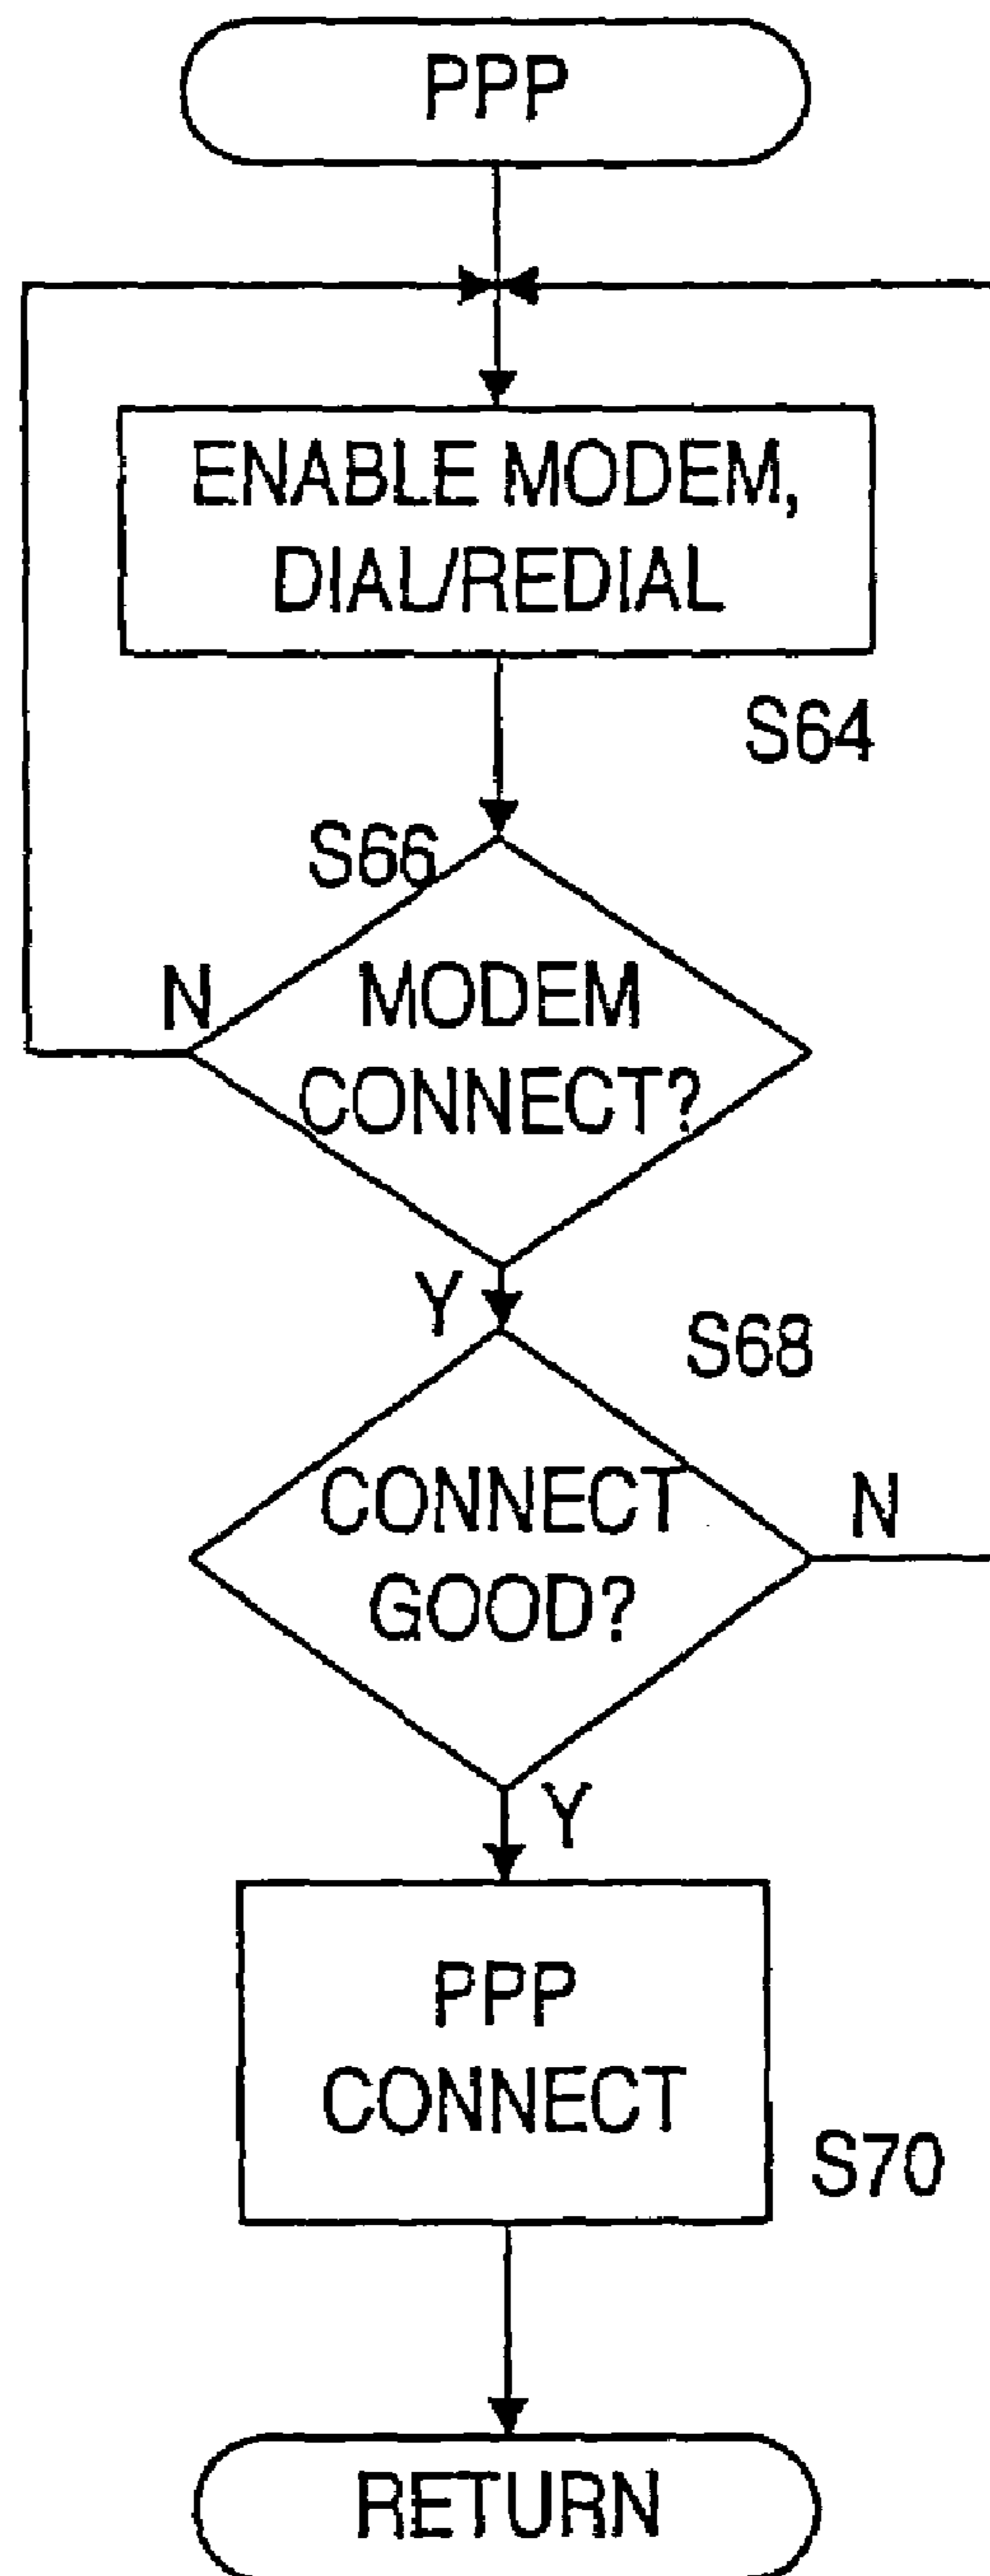 PPP
ENABLE MODEM,
DIAL/REDIAL
S64
S66
N
MODEM
CONNECT?
Y
S68
CONNECT
N
GOOD?
Y
PPP
CONNECT
S70
RETURN